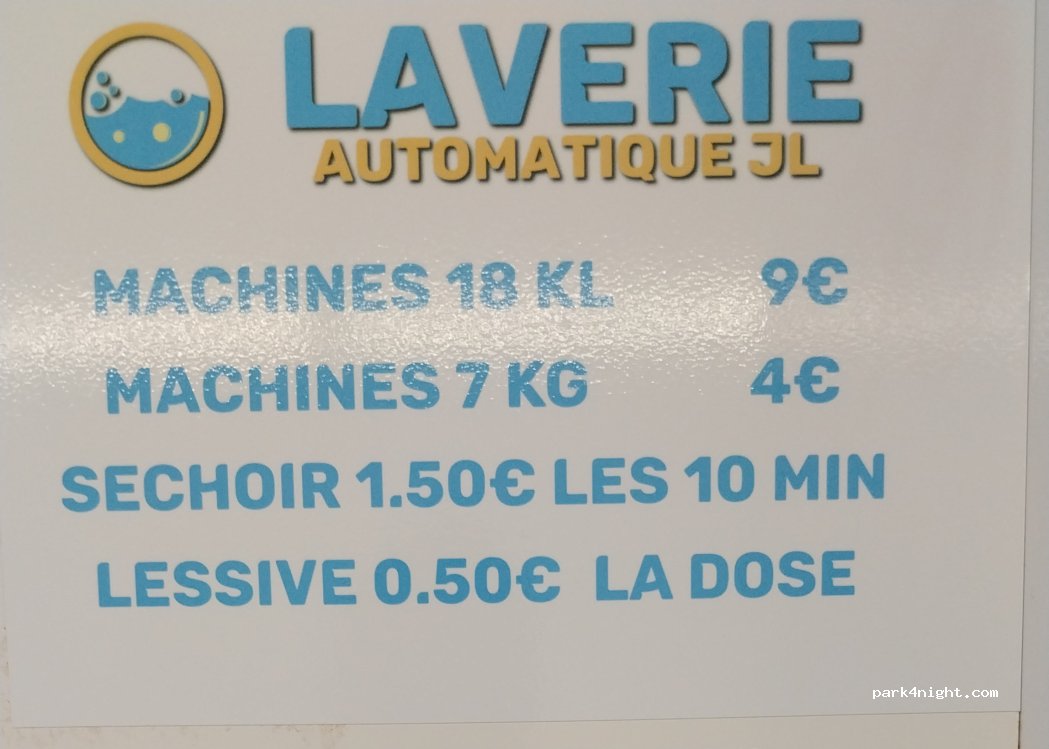 LAVERIE
AUTOMATIQUE JL
MACHINES 18 KL 9€
MACHINES 7 KG 4€
SECHOIR 1.50€ LES 10 MIN
LESSIVE 0.50€ LA DOSE
park4night.com